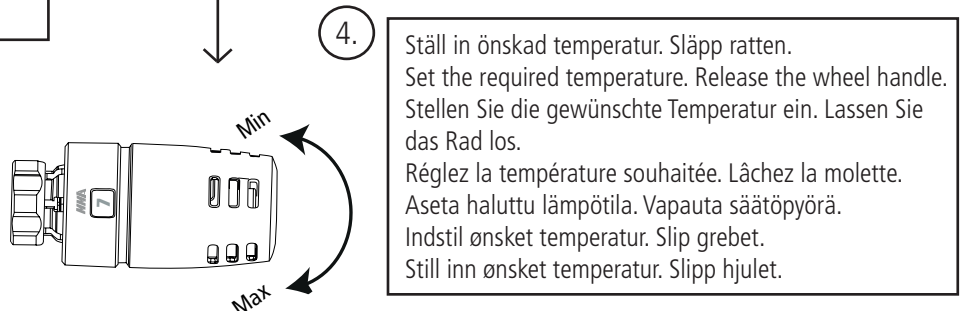 4.
Ställ in önskad temperatur. Släpp ratten.
Set the required temperature. Release the wheel handle.
Stellen Sie die gewünschte Temperatur ein. Lassen Sie
das Rad los.
Réglez la température souhaitée. Lâchez la molette.
Aseta haluttu lämpötila. Vapauta säätöpyörä.
Indstil ønsket temperatur. Slip grebet.
Still inn ønsket temperatur. Slipp hjulet.
Min
MMA
Max